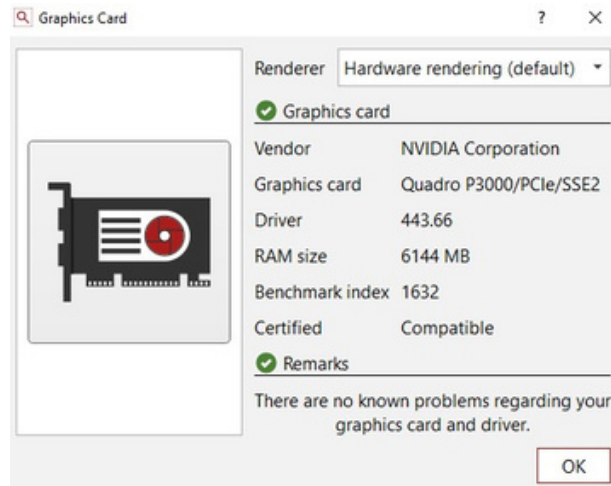 Graphics Card ? ×
Renderer Hardware rendering (default)
Graphics card
Vendor NVIDIA Corporation
Graphics card Quadro P3000/PCIe/SSE2
Driver 443.66
RAM size 6144 MB
Benchmark index 1632
Certified Compatible
Remarks
There are no known problems regarding your
graphics card and driver.
OK